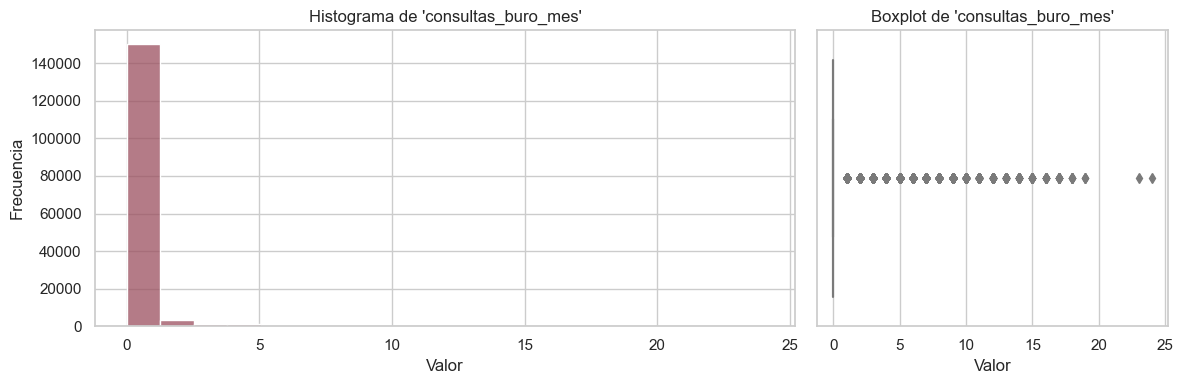 Histograma de 'consultas_buro_mes'
140000
120000
100000
80000
60000
40000
20000
0
Frecuencia
0 5 10 15 20 25
Valor
Boxplot de 'consultas_buro_mes'
0 5 10 15 20 25
Valor